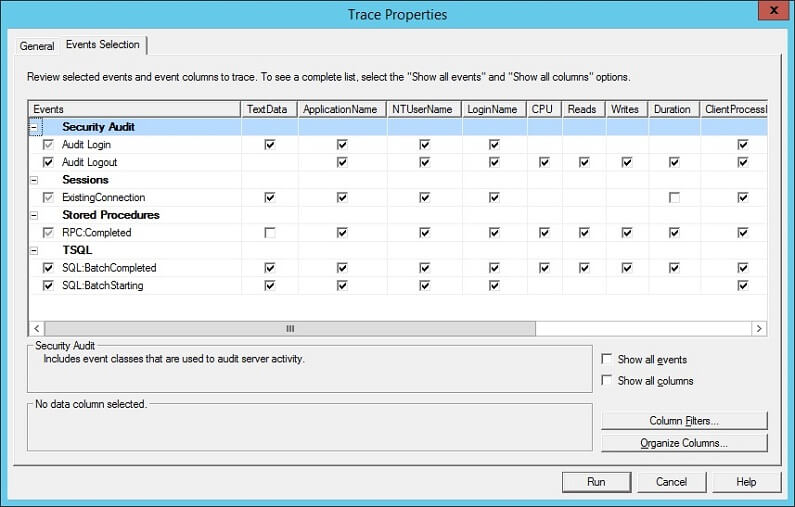 Trace Properties
x
General
Events Selection
Review selected events and event columns to trace. To see a complete list, select the "Show all events" and "Show all columns" options.
Events TextData ApplicationName NTUserName LoginName CPU Reads Writes Duration ClientProcessI
Security Audit
Audit Login
Audit Logout
Sessions
ExistingConnection
Stored Procedures
RPC:Completed
TSQL
SQL:BatchCompleted
SQL:BatchStarting
Security Audit
Includes event classes that are used to audit server activity.
Show all events
Show all columns
No data column selected.
Column Filters...
Organize Columns...
Run Cancel Help